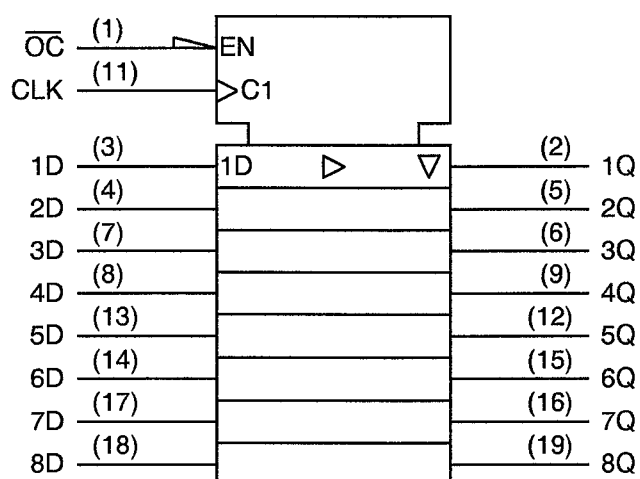 OC (1) EN
CLK (11) C1
1D (3) 1D (2) 1Q
2D (4) (5) 2Q
3D (7) (6) 3Q
4D (8) (9) 4Q
5D (13) (12) 5Q
6D (14) (15) 6Q
7D (17) (16) 7Q
8D (18) (19) 8Q